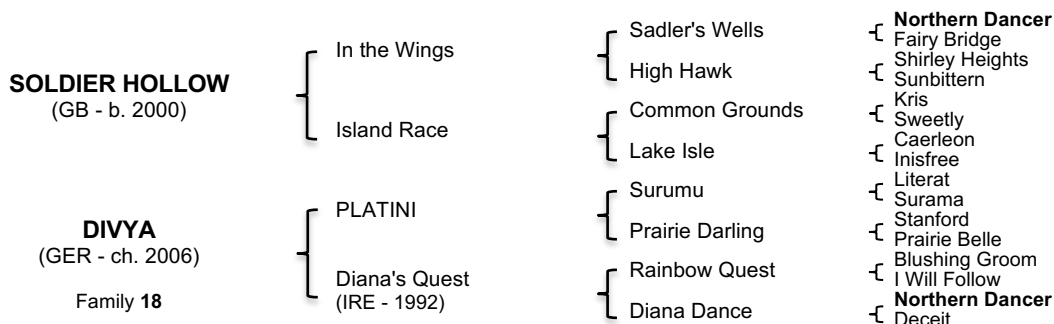 SOLDIER HOLLOW
(GB - b. 2000)
DIVYA
(GER - ch. 2006)
Family 18
In the Wings
Island Race
PLATINI
Diana's Quest
(IRE - 1992)
Sadler's Wells
High Hawk
Common Grounds
Lake Isle
Surumu
Prairie Darling
Rainbow Quest
Diana Dance
Northern Dancer
Fairy Bridge
Shirley Heights
Sunbittern
Kris
Sweetly
Caerleon
Inisfree
Literat
Surama
Stanford
Prairie Belle
Blushing Groom
I Will Follow
Northern Dancer
Deceit